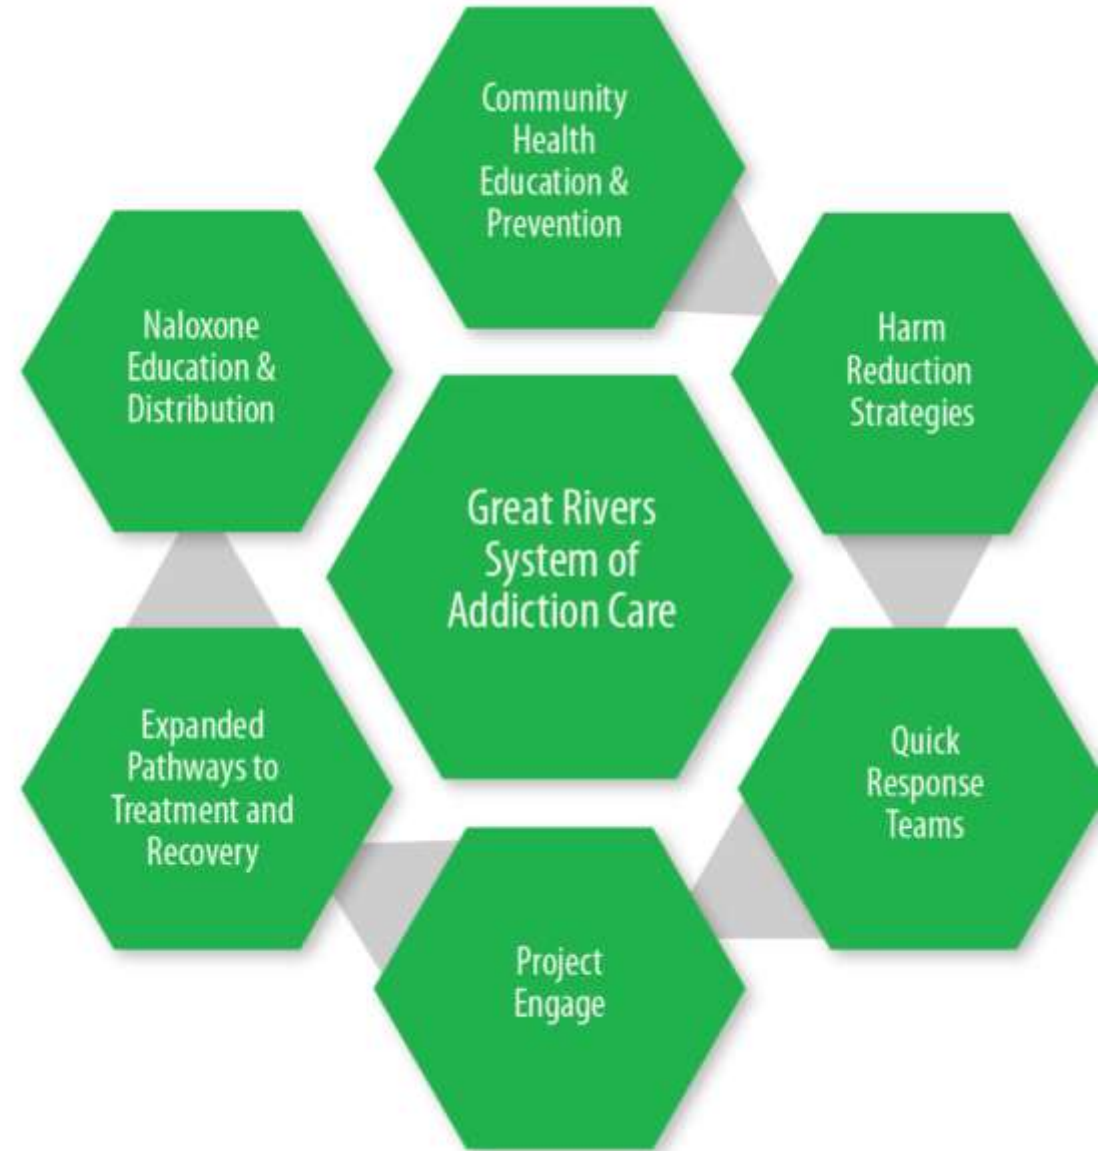 Community
Health
Education &
Prevention
Harm
Reduction
Strategies
Quick
Response
Teams
Project
Engage
Expanded
Pathways to
Treatment and
Recovery
Naloxone
Education &
Distribution
Great Rivers
System of
Addiction Care